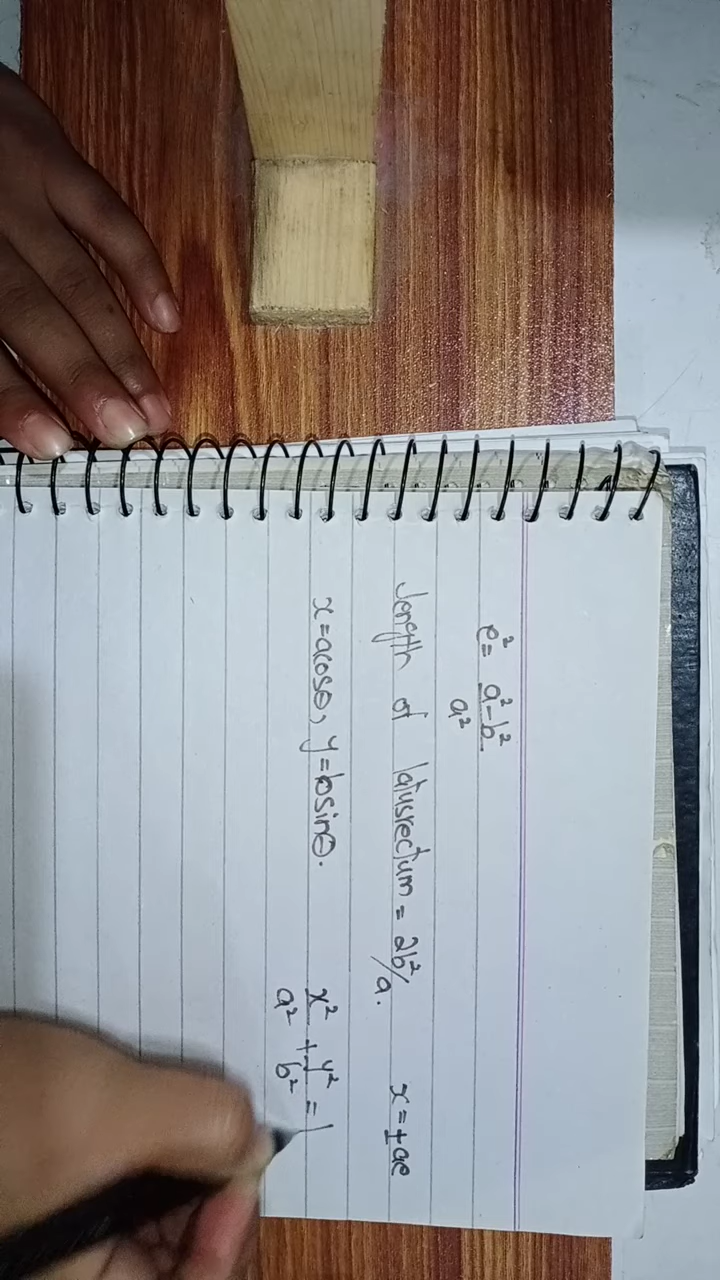 e² = a²-b²/a²
length of latusrectum = 2b²/a. x=±ae
x=acosθ, y=bsinθ. x²/a² + y²/b² = 1